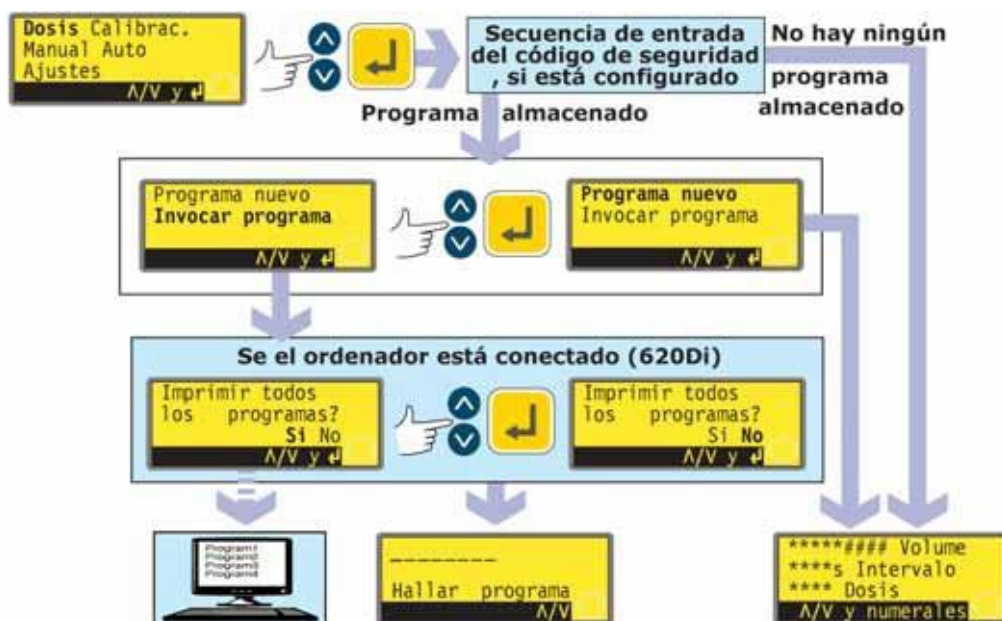 Dosis Calibrac.
Manual Auto
Ajustes
Λ/V y ↲
Secuencia de entrada
del código de seguridad
, si está configurado
No hay ningún
programa
almacenado
Programa almacenado
Programa nuevo
Invocar programa
Λ/V y ↲
Programa nuevo
Invocar programa
Λ/V y ↲
Se el ordenador está conectado (620Di)
Imprimir todos
los programas?
Si No
Λ/V y ↲
Imprimir todos
los programas?
Si No
Λ/V y ↲
Program1
Program2
Program3
Program4
--------
Hallar programa
Λ/V
*****#### Volume
****s Intervalo
**** Dosis
Λ/V y numerales